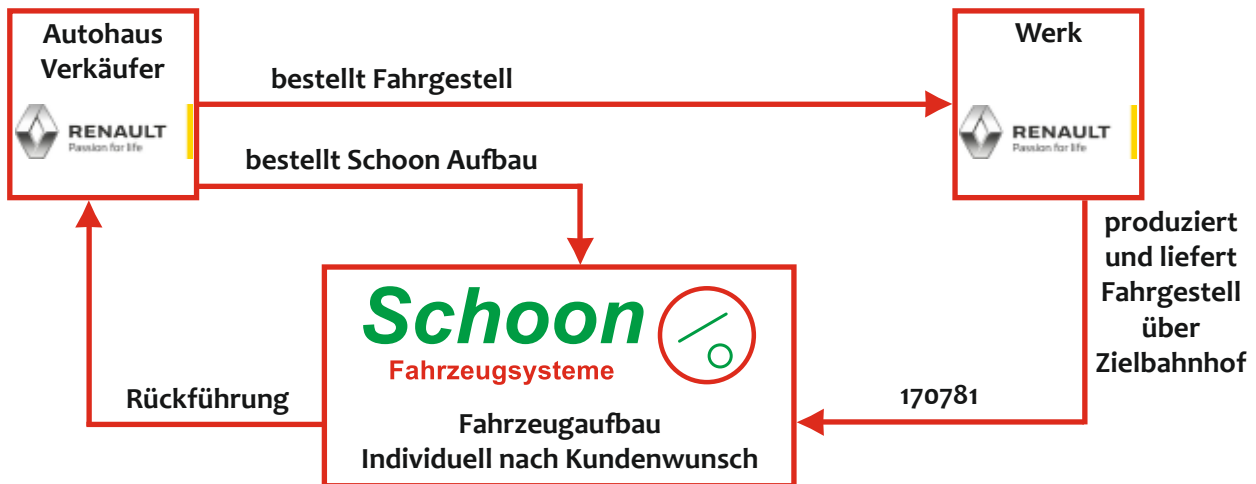 Autohaus
Verkäufer
RENAULT
Passion for life
bestellt Fahrgestell
bestellt Schoon Aufbau
Werk
RENAULT
Passion for life
produziert
und liefert
Fahrgestell
über
Zielbahnhof
170781
Schoon
Fahrzeugsysteme
Fahrzeugaufbau
Individuell nach Kundenwunsch
Rückführung